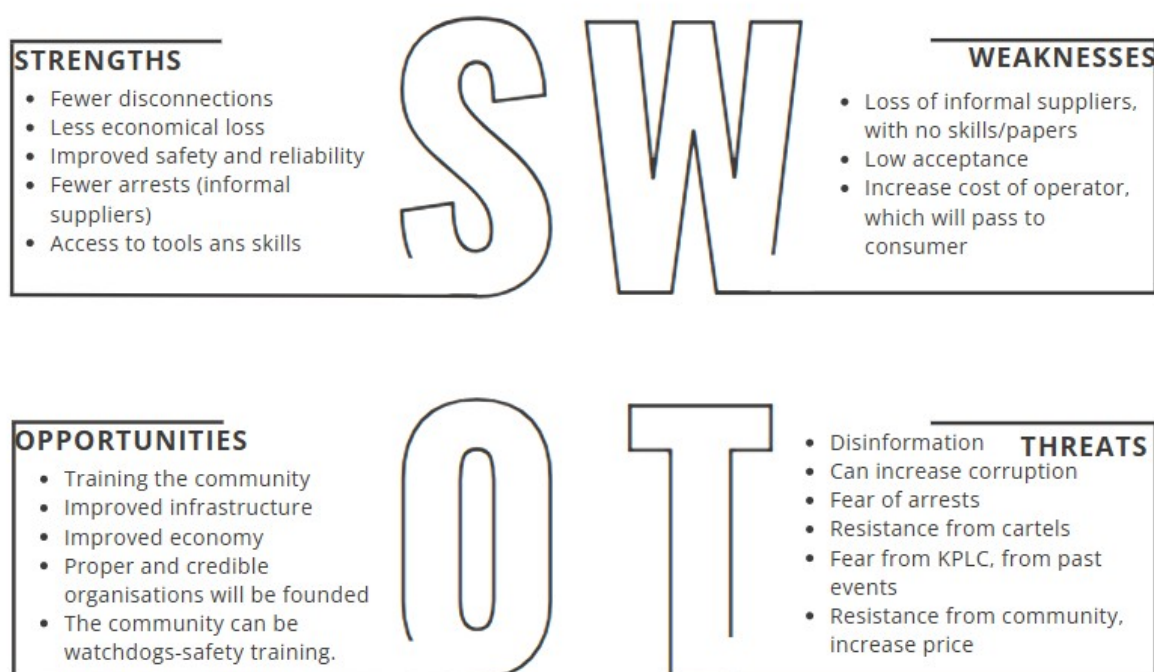 S
W
STRENGTHS
• Fewer disconnections
• Less economical loss
• Improved safety and reliability
• Fewer arrests (informal
suppliers)
• Access to tools ans skills
WEAKNESSES
• Loss of informal suppliers,
with no skills/papers
• Low acceptance
• Increase cost of operator,
which will pass to
consumer
O
T
OPPORTUNITIES
• Training the community
• Improved infrastructure
• Improved economy
• Proper and credible
organisations will be founded
• The community can be
watchdogs-safety training.
THREATS
• Disinformation
• Can increase corruption
• Fear of arrests
• Resistance from cartels
• Fear from KPLC, from past
events
• Resistance from community,
increase price